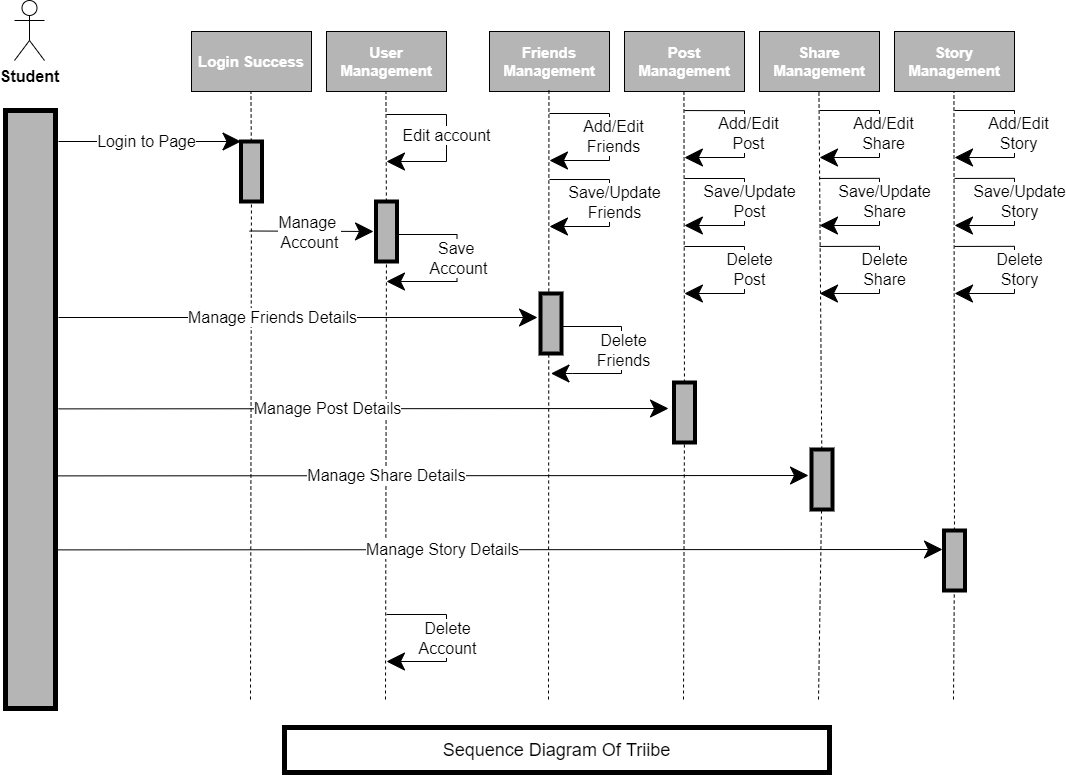 Student
Login Success
User
Management
Friends
Management
Post
Management
Share
Management
Story
Management
Login to Page
Edit account
Add/Edit
Friends
Add/Edit
Post
Add/Edit
Share
Add/Edit
Story
Save/Update
Friends
Save/Update
Post
Save/Update
Share
Save/Update
Story
Manage
Account
Save
Account
Delete
Post
Delete
Share
Delete
Story
Manage Friends Details
Delete
Friends
Manage Post Details
Manage Share Details
Manage Story Details
Delete
Account
Sequence Diagram Of Triibe